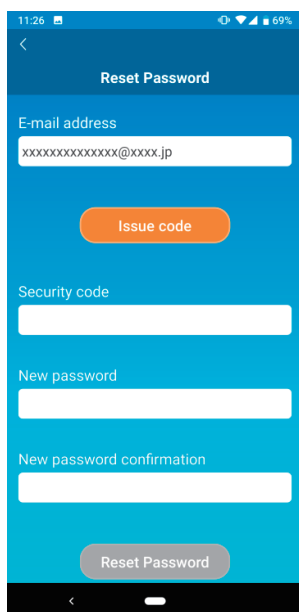 11:26 69%
Reset Password
E-mail address
xxxxxxxxxxxxxx@xxxx.jp
Issue code
Security code
New password
New password confirmation
Reset Password